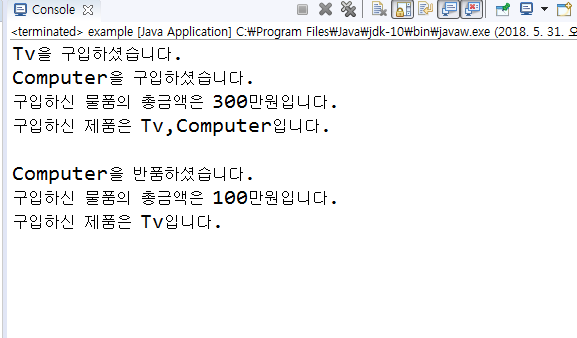 Console
<terminated> example [Java Application] C:₩Program Files₩Java₩jdk-10₩bin₩javaw.exe (2018. 5. 31.
Tv을 구입하셨습니다.
Computer을 구입하셨습니다.
구입하신 물품의 총금액은 300만원입니다.
구입하신 제품은 Tv,Computer입니다.
Computer을 반품하셨습니다.
구입하신 물품의 총금액은 100만원입니다.
구입하신 제품은 Tv입니다.